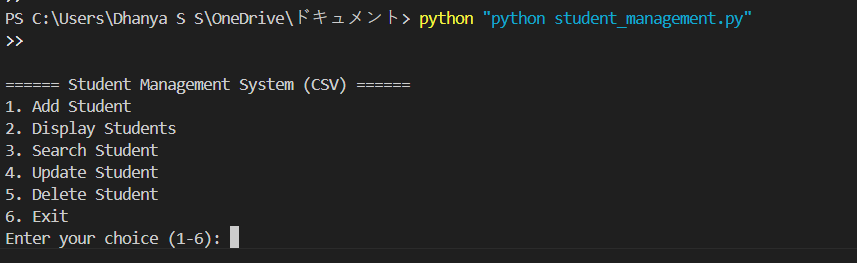 >>
PS C:\Users\Dhanya S S\OneDrive\ドキュメント> python "python student_management.py"
>>
====== Student Management System (CSV) ======
1. Add Student
2. Display Students
3. Search Student
4. Update Student
5. Delete Student
6. Exit
Enter your choice (1-6):